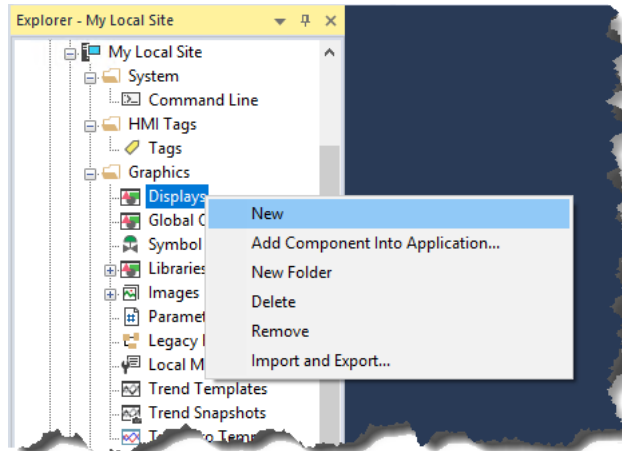 Explorer - My Local Site
My Local Site
System
Command Line
HMI Tags
Tags
Graphics
Displays
Global
Symbol
Libraries
Images
Legacy
Local
Trend Templates
Trend Snapshots
New
Add Component Into Application...
New Folder
Delete
Remove
Import and Export...